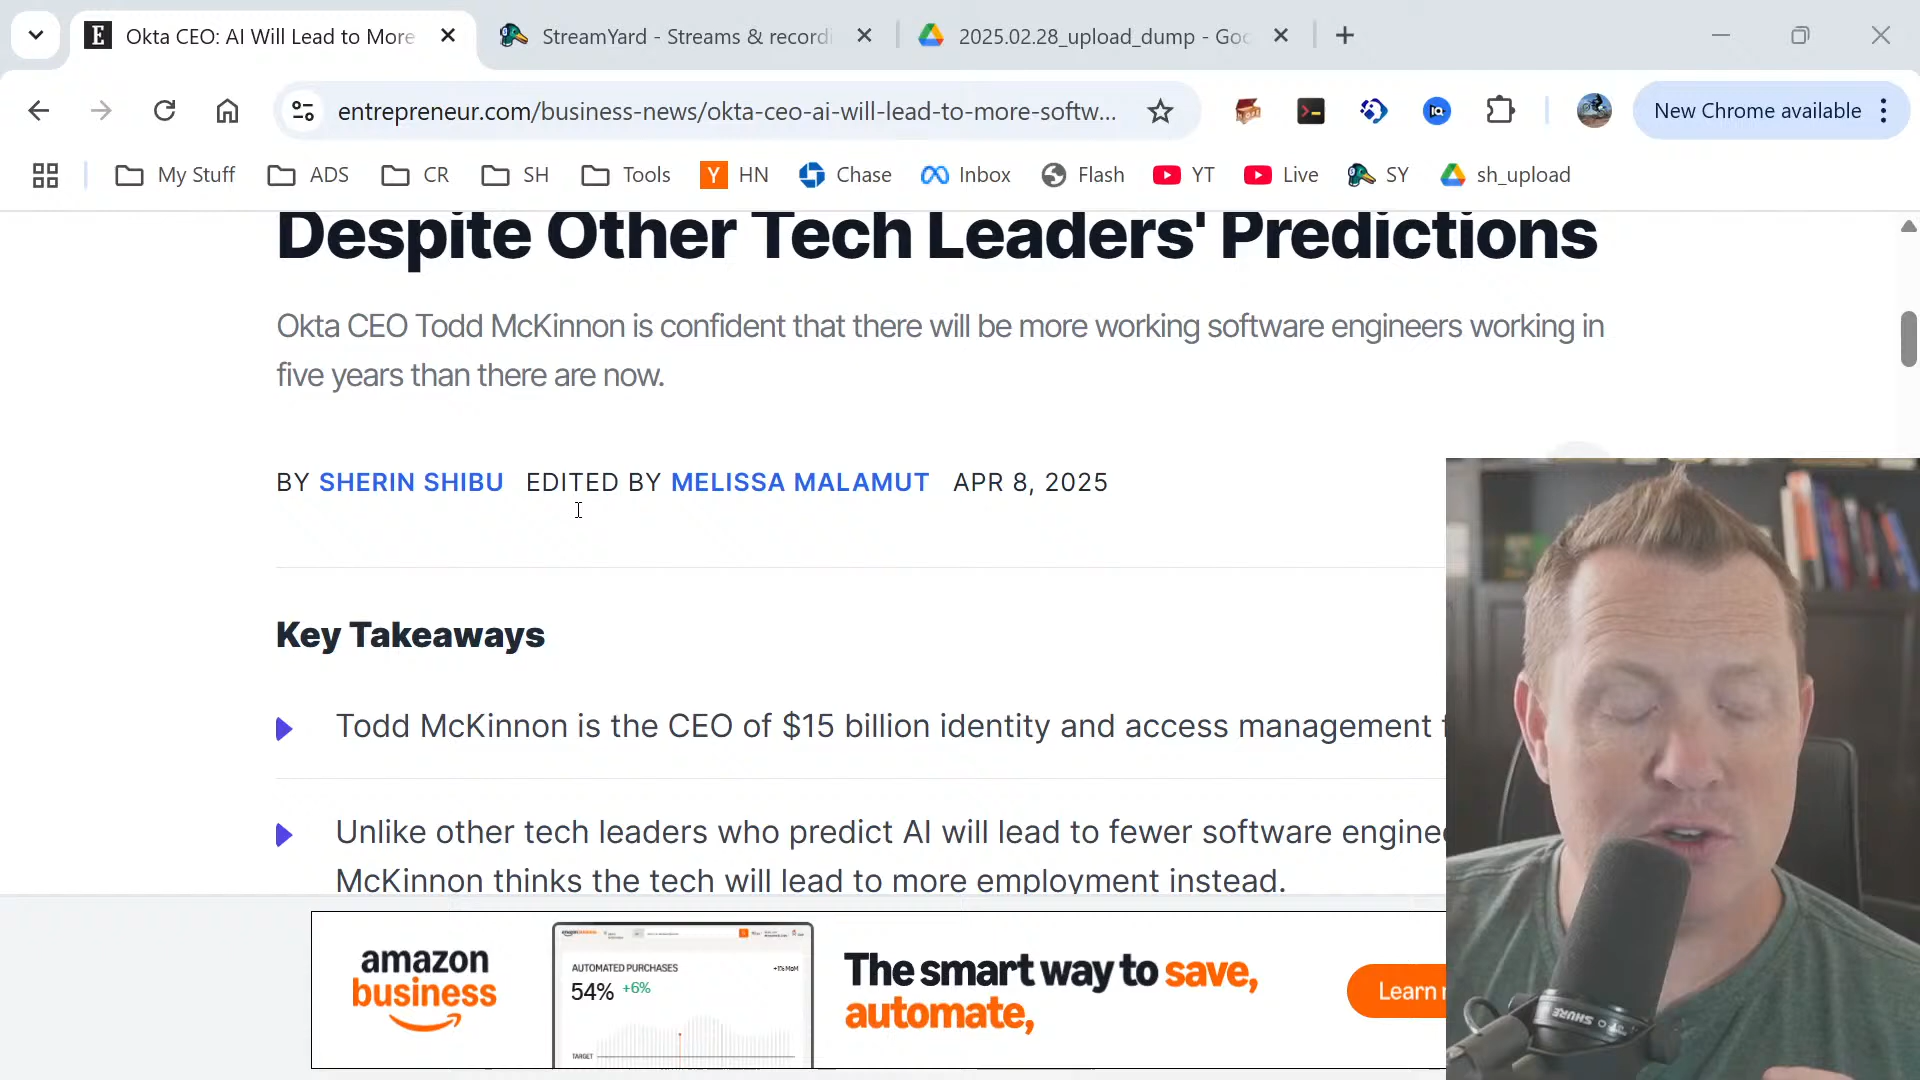 Okta CEO: AI Will Lead to More
StreamYard - Streams & recordi
2025.02.28_upload_dump - Goo
entrepreneur.com/business-news/okta-ceo-ai-will-lead-to-more-softw...
New Chrome available
My Stuff
ADS
CR
SH
Tools
HN
Chase
Inbox
Flash
YT
Live
SY
sh_upload
Despite Other Tech Leaders' Predictions
Okta CEO Todd McKinnon is confident that there will be more working software engineers working in
five years than there are now.
BY SHERIN SHIBU EDITED BY MELISSA MALAMUT APR 8, 2025
Key Takeaways
Todd McKinnon is the CEO of $15 billion identity and access management f
Unlike other tech leaders who predict AI will lead to fewer software enginee
McKinnon thinks the tech will lead to more employment instead.
amazon
business
AUTOMATED PURCHASES
54% +6%
TARGET
The smart way to save,
automate,
Learn
SHURE